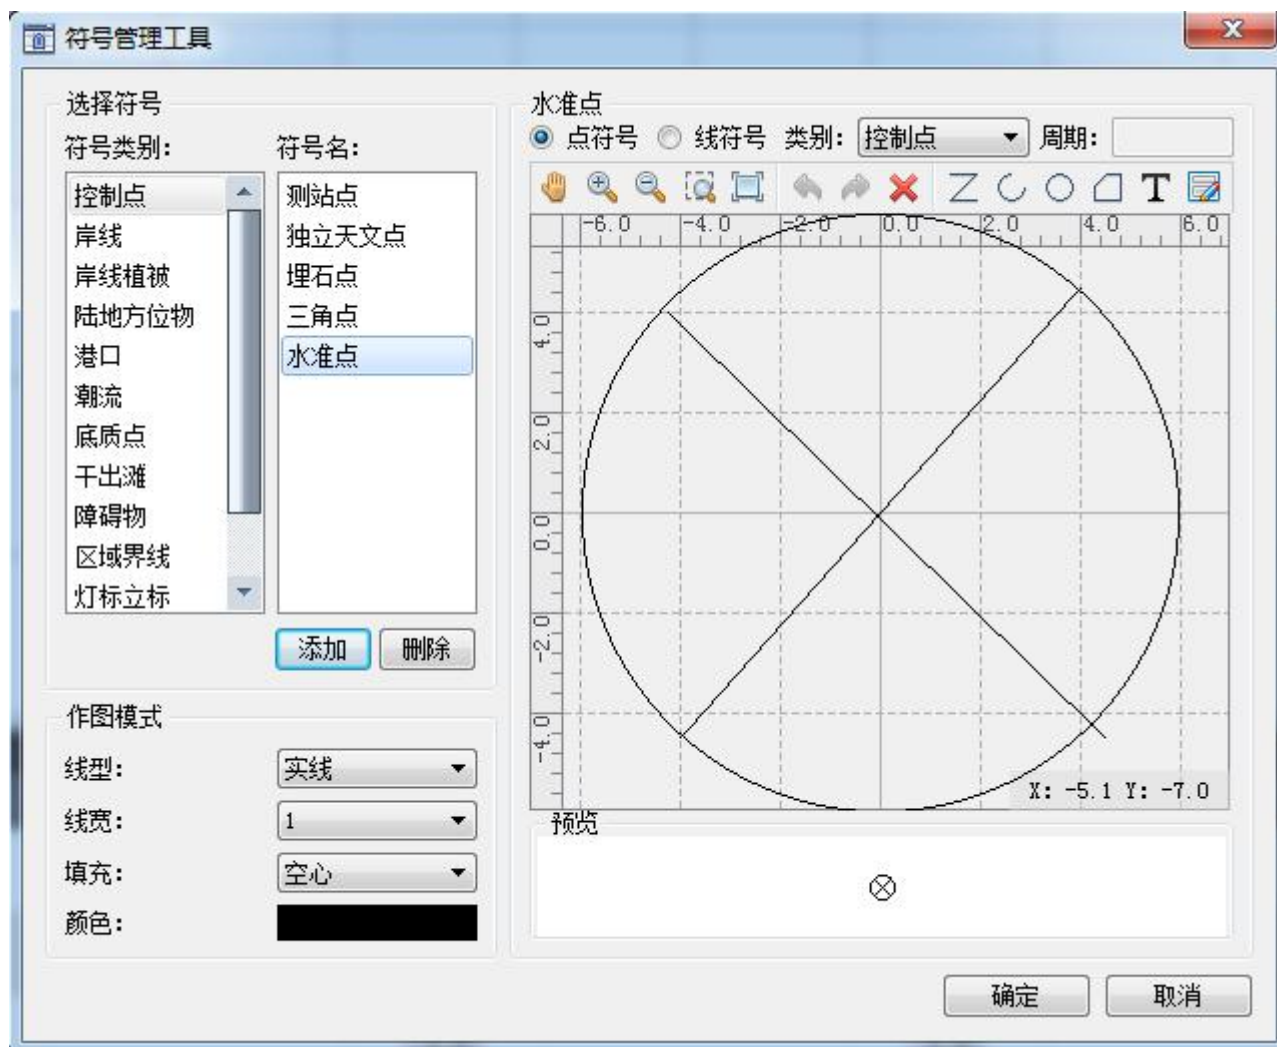 符号管理工具
选择符号
符号类别:
符号名:
控制点
岸线
岸线植被
陆地方位物
港口
潮流
底质点
干出滩
障碍物
区域界线
灯标立标
测站点
独立天文点
埋石点
三角点
水准点
添加
删除
作图模式
线型:
实线
线宽:
1
填充:
空心
颜色:
水准点
点符号 线符号 类别: 控制点 周期:
T
-6.0 -4.0 -2.0 0.0 2.0 4.0 6.0
4.0
2.0
0.0
-2.0
-4.0
X: -5.1 Y: -7.0
预览
确定
取消